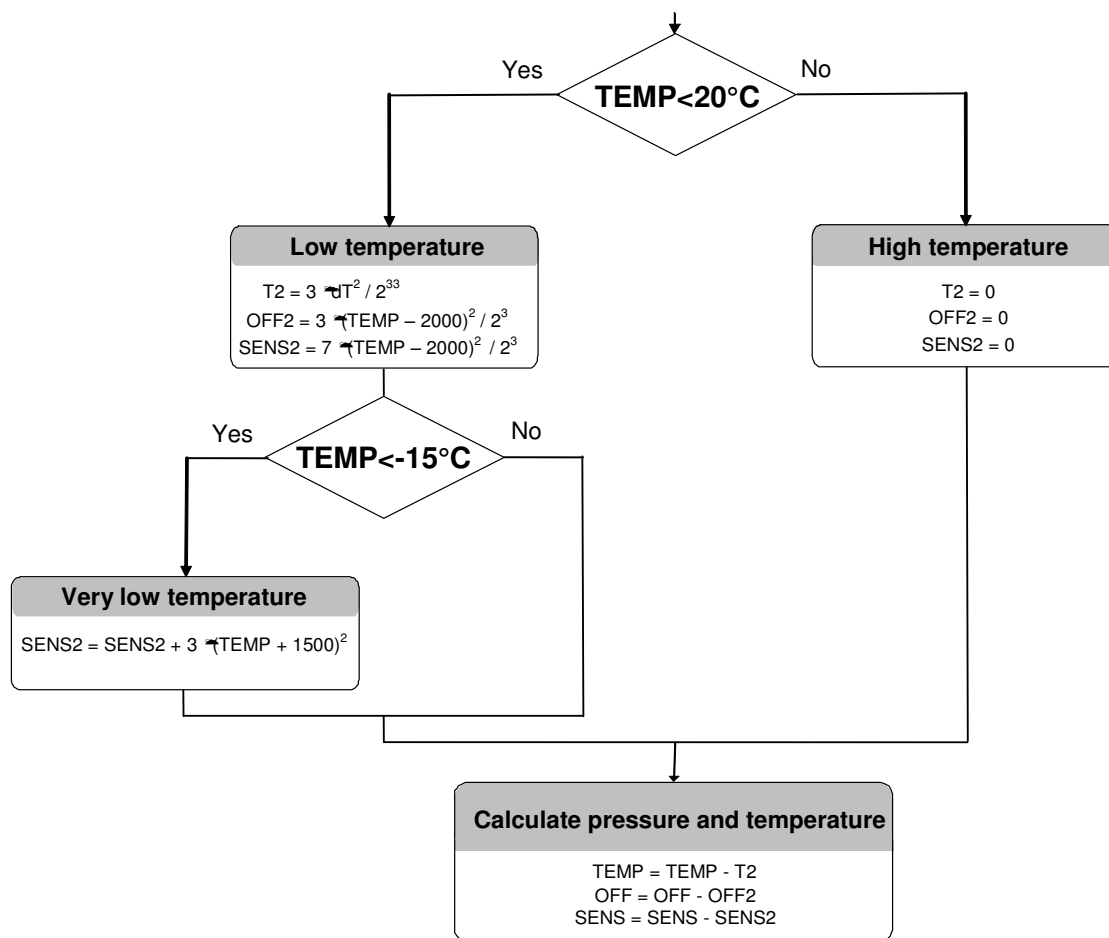 Yes
No
TEMP<20°C
Low temperature
T2 = 3 dT² / 2³³
OFF2 = 3 (TEMP – 2000)² / 2³
SENS2 = 7 (TEMP – 2000)² / 2³
High temperature
T2 = 0
OFF2 = 0
SENS2 = 0
Yes
No
TEMP<-15°C
Very low temperature
SENS2 = SENS2 + 3 (TEMP + 1500)²
Calculate pressure and temperature
TEMP = TEMP - T2
OFF = OFF - OFF2
SENS = SENS - SENS2